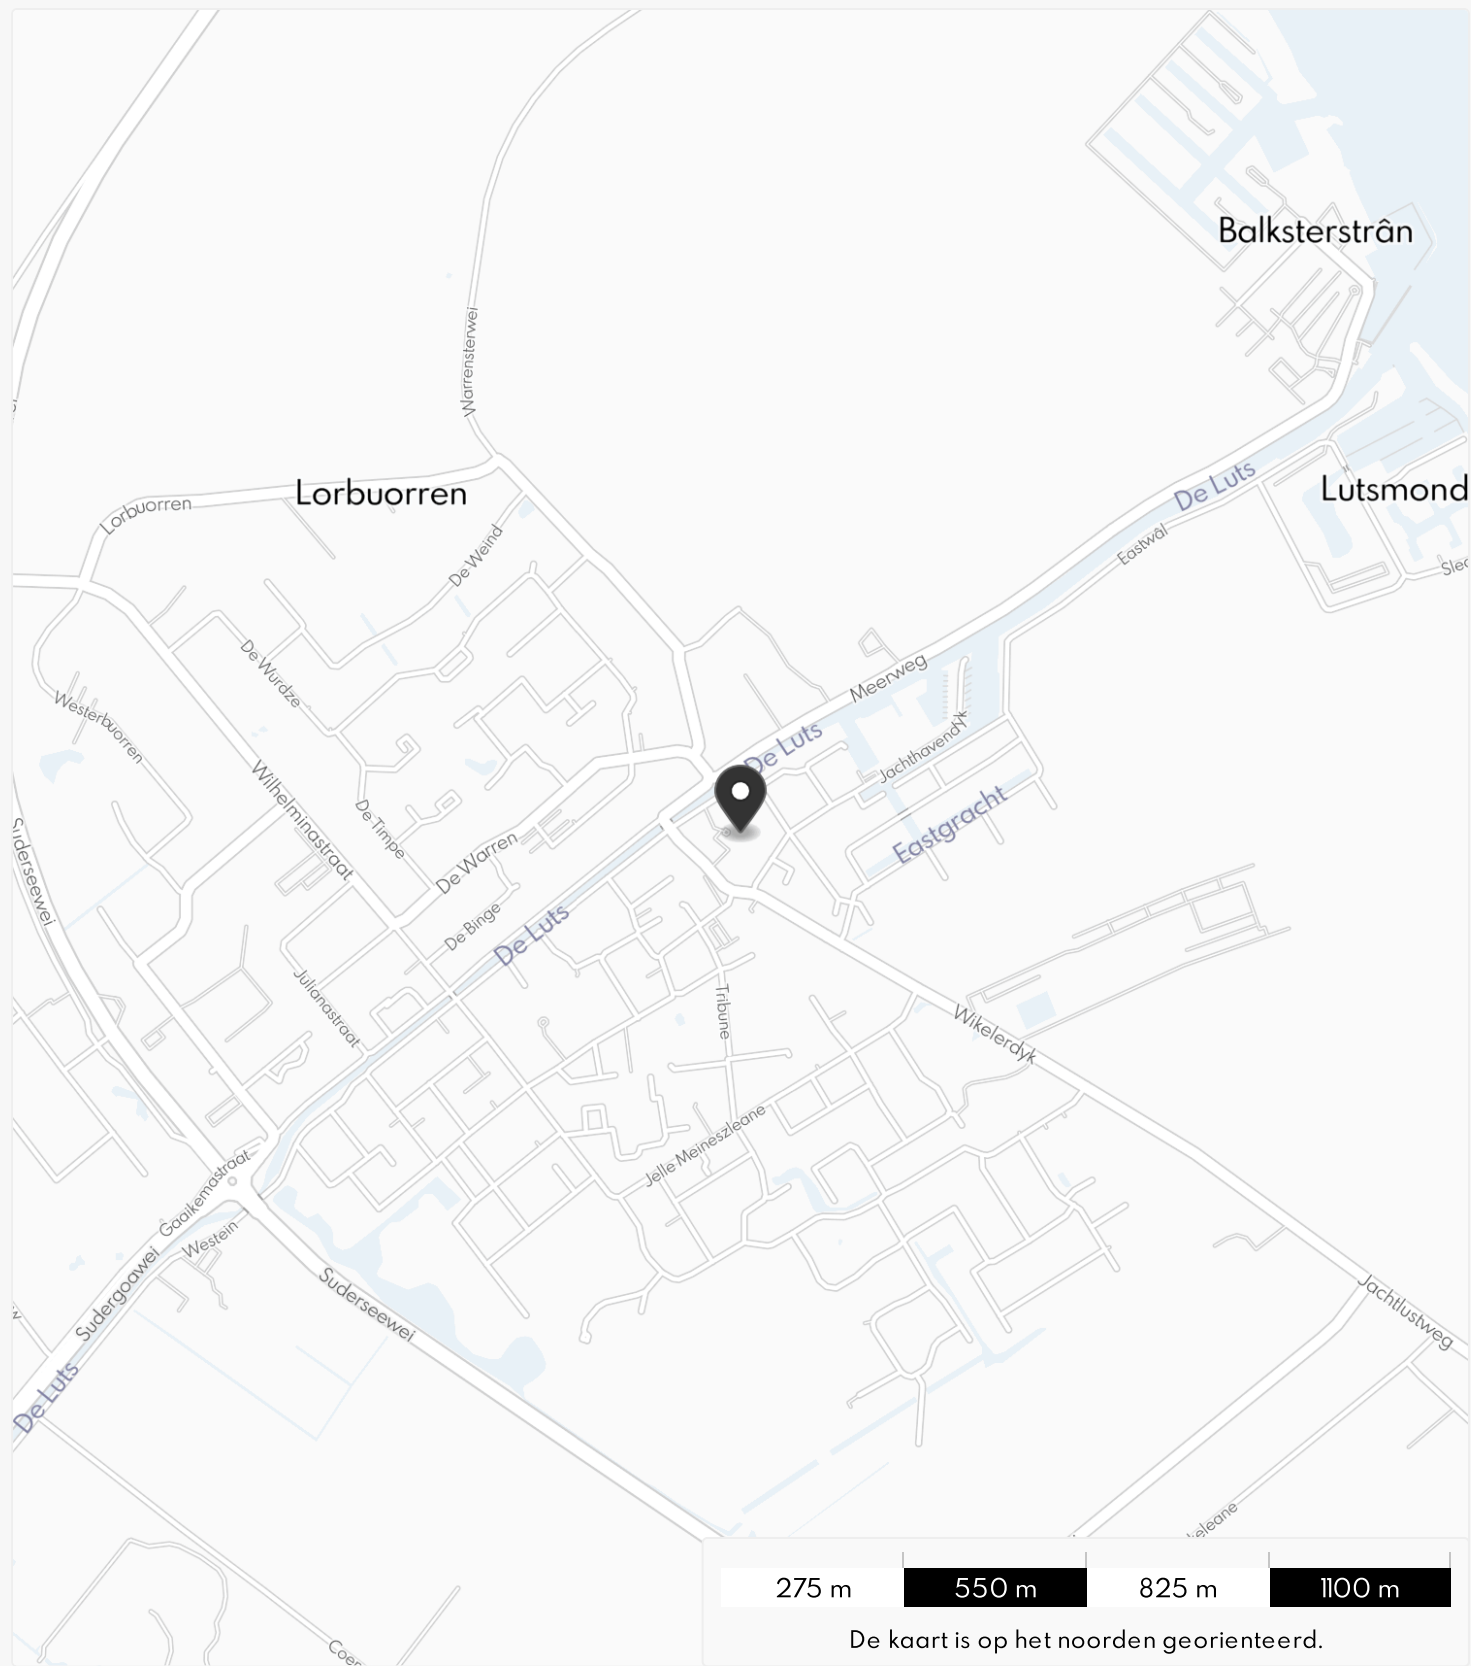 Balksterstrân
Warrensterwei
Lorbuorren
Lorbuorren
De Luts
Lutsmond
De Weind
Eastwâl
De Wurdze
Meerweg
Westerbuorren
De Luts
Jachthavendyk
Wilhelminastraat
De Timpe
Eastgracht
De Warren
Suderseewei
De Binge
De Luts
Julianastraat
Tribune
Wikelerdyk
Jelle Meineszleane
Gaaikemastraat
Westein
Sudergoawei
Suderseewei
Jachtlustweg
De Luts
275 m
550 m
825 m
1100 m
De kaart is op het noorden georienteerd.